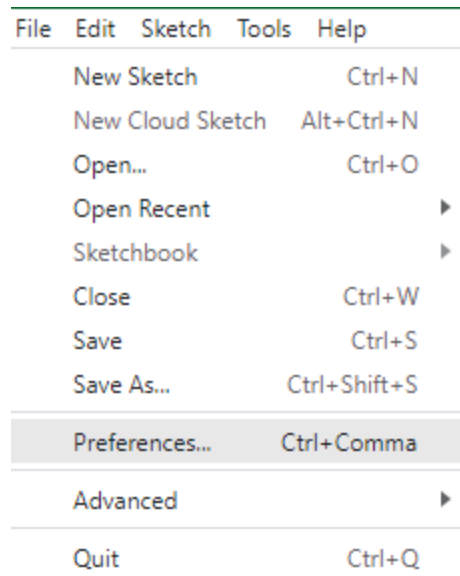 File Edit Sketch Tools Help
New Sketch Ctrl+N
New Cloud Sketch Alt+Ctrl+N
Open... Ctrl+O
Open Recent
Sketchbook
Close Ctrl+W
Save Ctrl+S
Save As... Ctrl+Shift+S
Preferences... Ctrl+Comma
Advanced
Quit Ctrl+Q